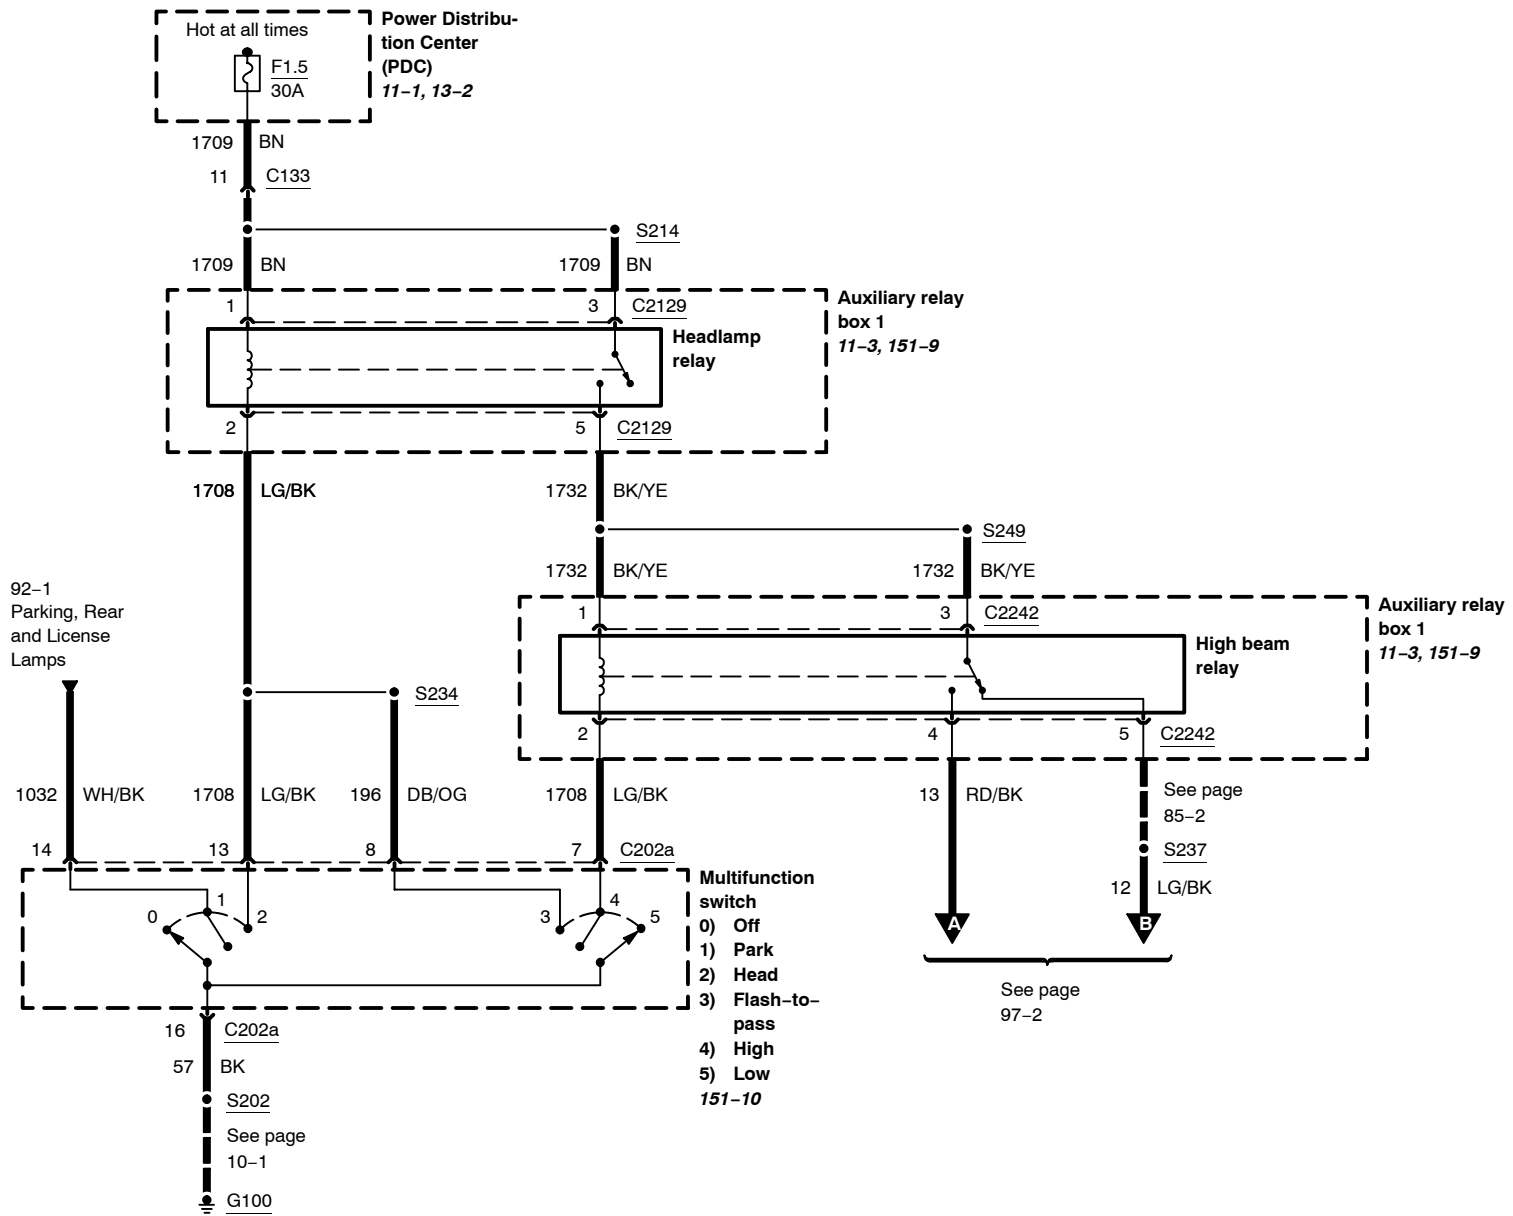 Hot at all times
F1.5
30A
Power Distribu-
tion Center
(PDC)
11–1, 13–2
1709 BN
11 C133
S214
1709 BN
1709 BN
1
3 C2129
Auxiliary relay
box 1
11–3, 151–9
Headlamp
relay
2
5 C2129
1708 LG/BK
1732 BK/YE
S249
1732 BK/YE
1732 BK/YE
92–1
Parking, Rear
and License
Lamps
1
3 C2242
Auxiliary relay
box 1
11–3, 151–9
High beam
relay
S234
2
4
5 C2242
1032 WH/BK
1708 LG/BK
196 DB/OG
1708 LG/BK
13 RD/BK
See page
85–2
S237
12 LG/BK
14
13
8
7 C202a
0
1
2
3
4
5
Multifunction
switch
0) Off
1) Park
2) Head
3) Flash–to–
pass
4) High
5) Low
151–10
A
B
See page
97–2
16 C202a
57 BK
S202
See page
10–1
G100